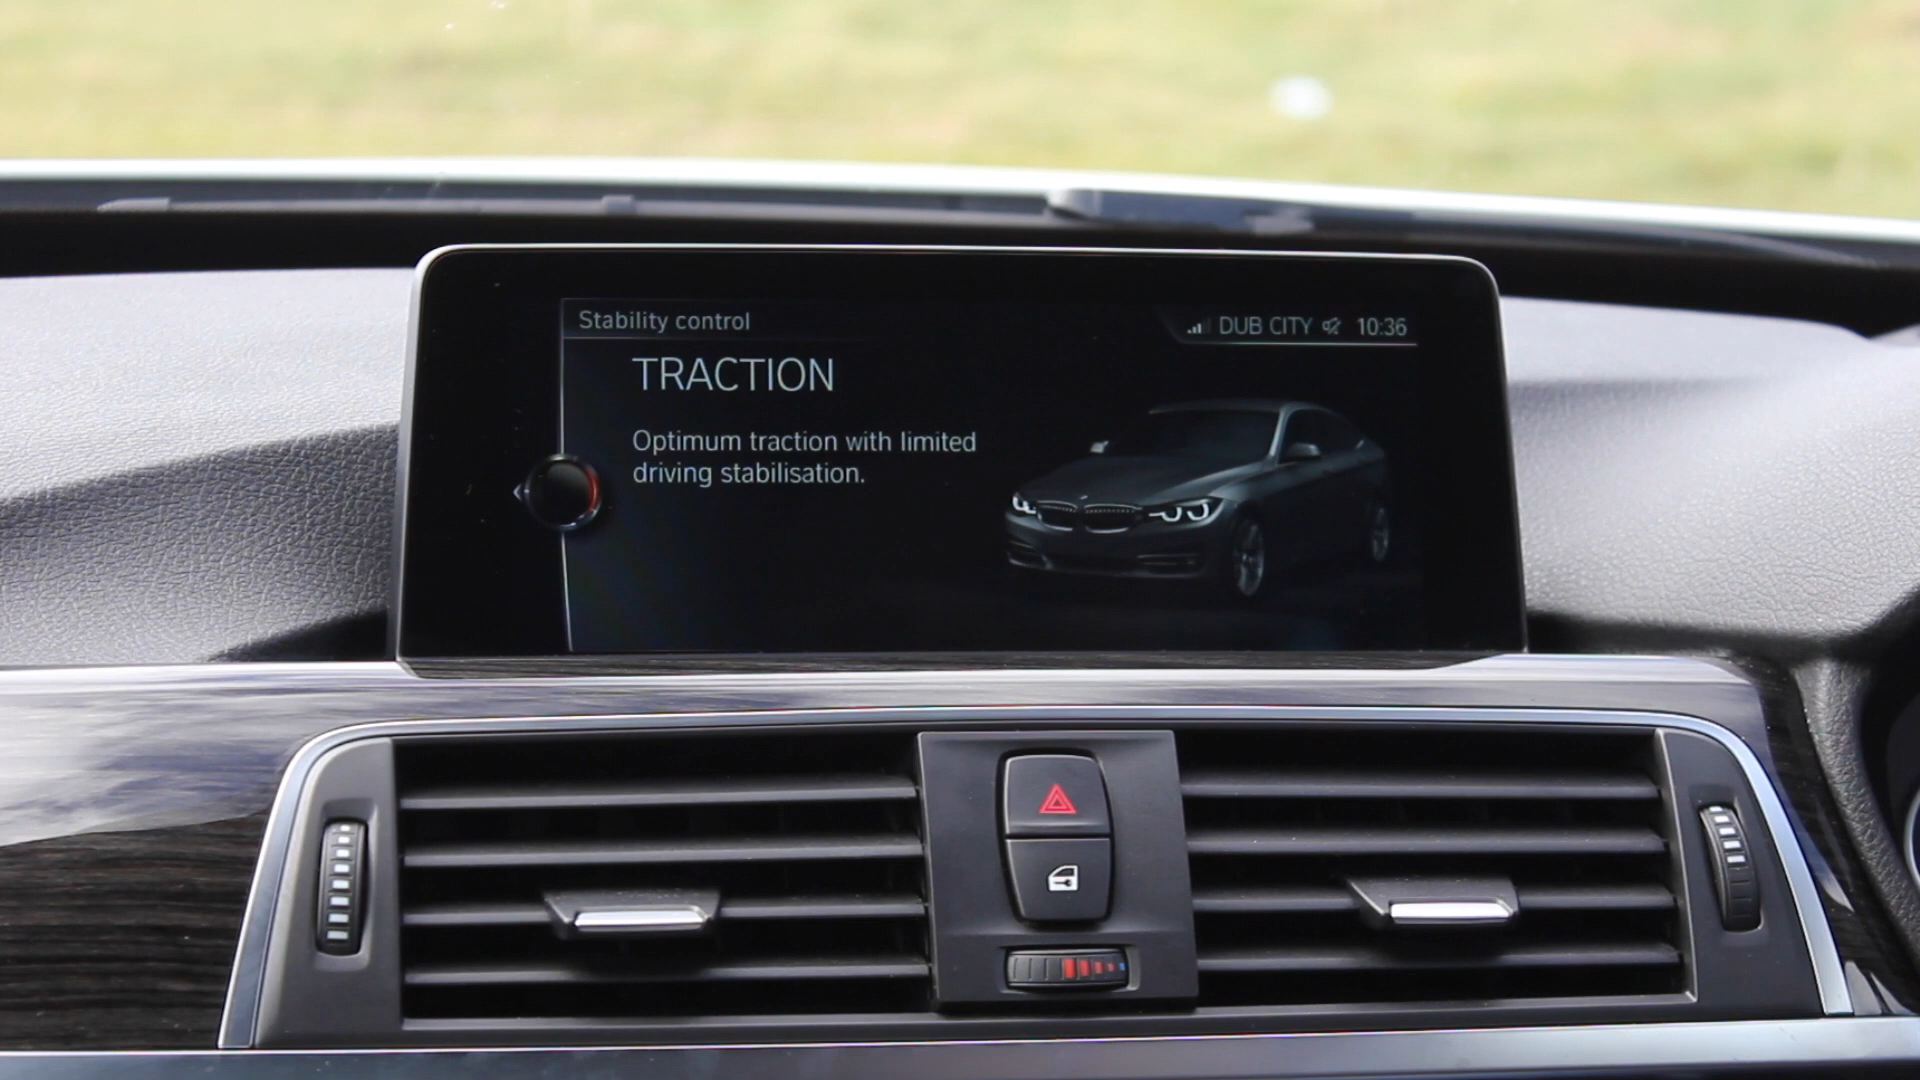 Stability control
DUB CITY 10:36
TRACTION
Optimum traction with limited
driving stabilisation.